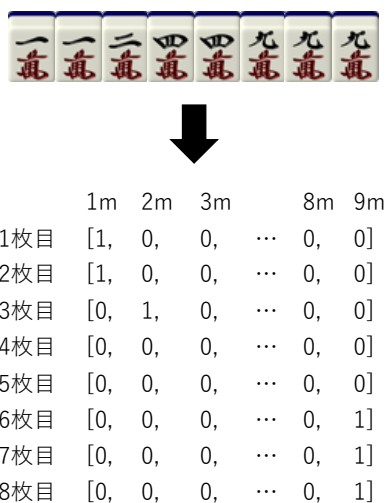 一萬 一萬 二萬 四萬 四萬 九萬 九萬 九萬
1m 2m 3m 8m 9m
1枚目 [1, 0, 0, … 0, 0]
2枚目 [1, 0, 0, … 0, 0]
3枚目 [0, 1, 0, … 0, 0]
4枚目 [0, 0, 0, … 0, 0]
5枚目 [0, 0, 0, … 0, 0]
6枚目 [0, 0, 0, … 0, 1]
7枚目 [0, 0, 0, … 0, 1]
8枚目 [0, 0, 0, … 0, 1]